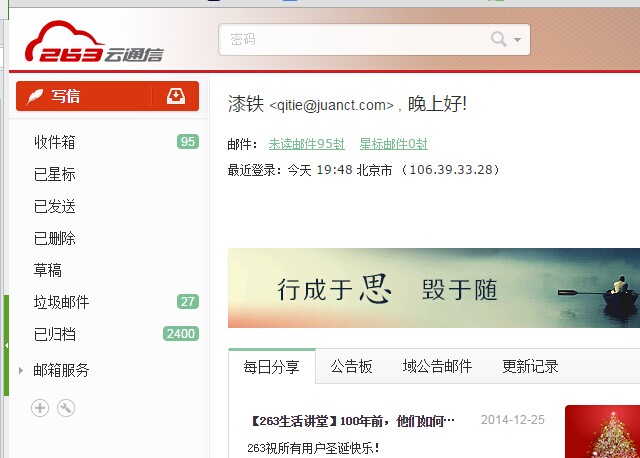 263云通信
密码
写信
收件箱 95
已星标
已发送
已删除
草稿
垃圾邮件 27
已归档 2400
邮箱服务
漆铁 <qitie@juanct.com> , 晚上好!
邮件： 未读邮件95封 星标邮件0封
最近登录：今天 19:48 北京市 （106.39.33.28）
行成于思 毁于随
每日分享 公告板 域公告邮件 更新记录
【263生活讲堂】100年前，他们如何… 2014-12-25
263祝所有用户圣诞快乐！